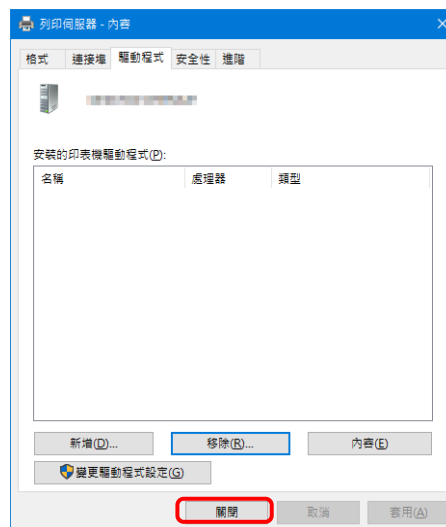 列印伺服器 - 內容
格式 連接埠 驅動程式 安全性 進階
安裝的印表機驅動程式(P):
名稱 處理器 類型
新增(D)... 移除(R)... 內容(E)
變更驅動程式設定(G)
關閉 取消 套用(A)